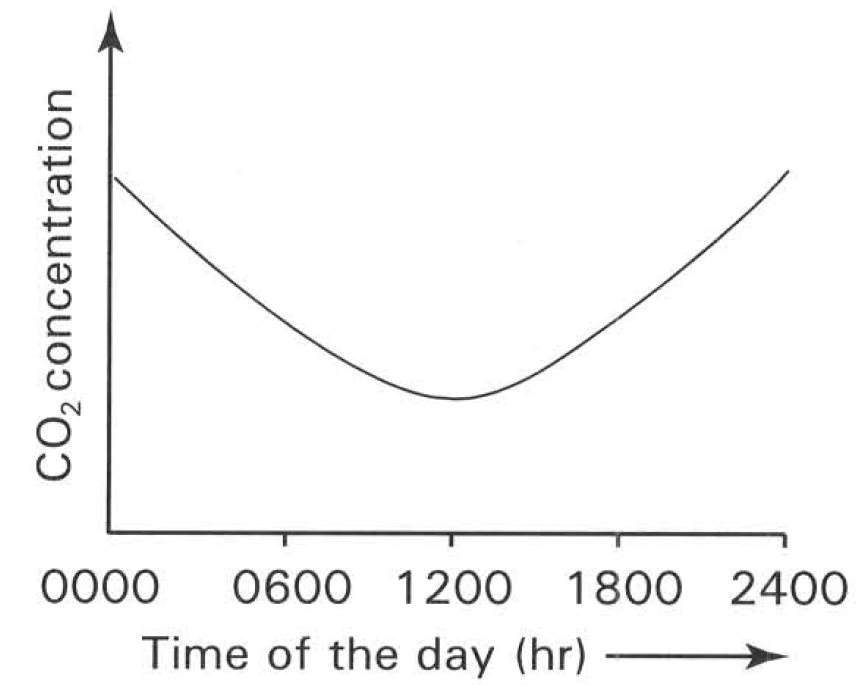 CO₂ concentration
0000 0600 1200 1800 2400
Time of the day (hr)